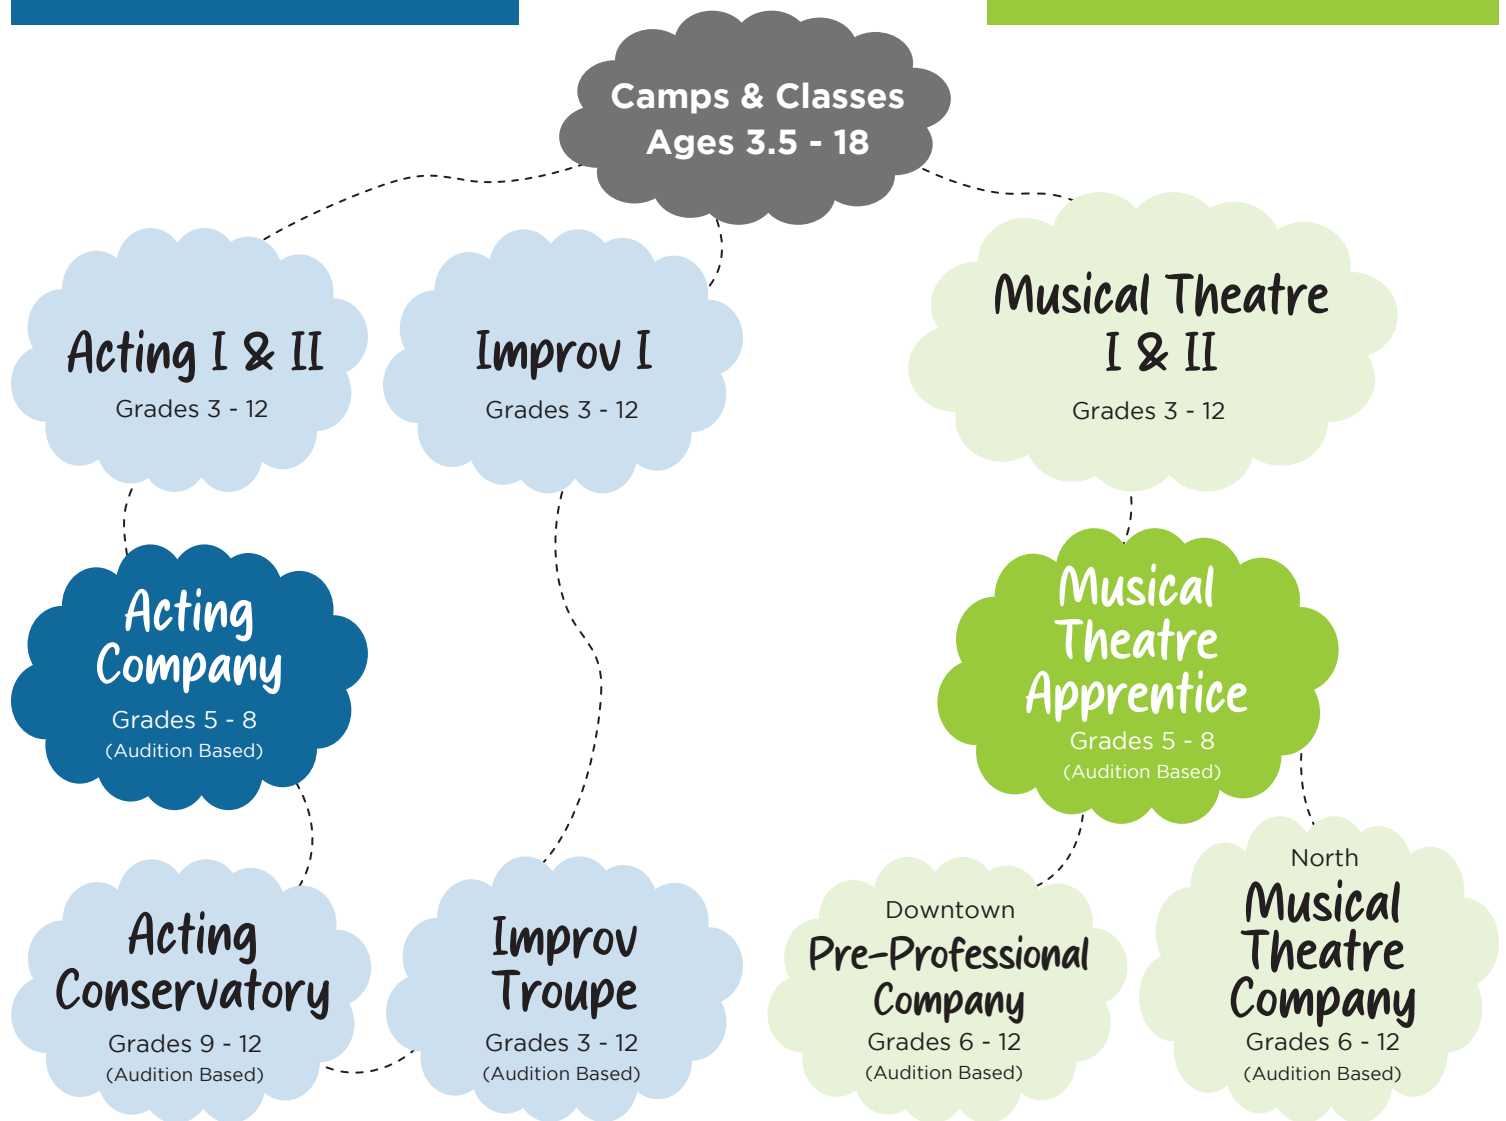 Camps & Classes
Ages 3.5 - 18
Acting I & II
Grades 3 - 12
Improv I
Grades 3 - 12
Musical Theatre
I & II
Grades 3 - 12
Acting
Company
Grades 5 - 8
(Audition Based)
Musical
Theatre
Apprentice
Grades 5 - 8
(Audition Based)
Acting
Conservatory
Grades 9 - 12
(Audition Based)
Improv
Troupe
Grades 3 - 12
(Audition Based)
Downtown
Pre-Professional
Company
Grades 6 - 12
(Audition Based)
North
Musical
Theatre
Company
Grades 6 - 12
(Audition Based)